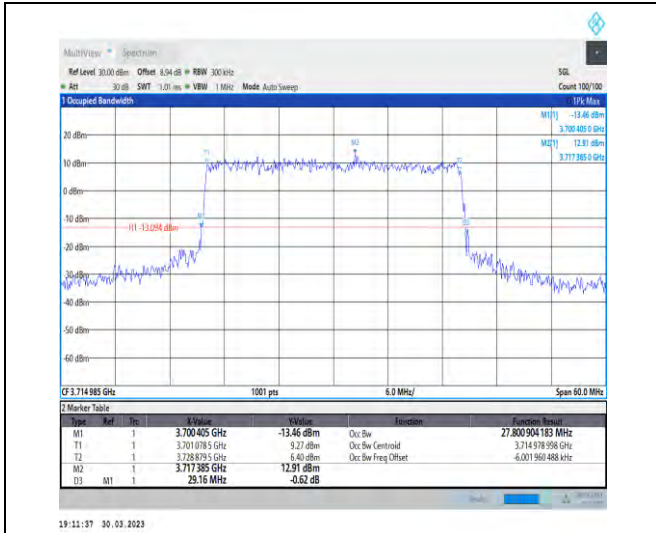 MultiView Spectrum
Ref Level 30.00 dBm Offset 8.94 dB RBW 300 kHz SGL
Att 30 dB SWT 1.01 ms VBW 1 MHz Mode Auto Sweep Count 100/100
1 Occupied Bandwidth 1Pk Max
M1[1] -13.46 dBm
3.700 405 0 GHz
20 dBm
M2[1] 12.91 dBm
3.717 385 0 GHz
M2
10 dBm
0 dBm
-10 dBm
H1 -13.094 dBm
-20 dBm
-30 dBm
-40 dBm
-50 dBm
-60 dBm
CF 3.714 985 GHz 1001 pts 6.0 MHz/ Span 60.0 MHz
2 Marker Table
Type Ref Trc X-Value Y-Value Function Function Result
M1 1 3.700 405 GHz -13.46 dBm Occ Bw 27.800 904 183 MHz
T1 1 3.701 078 5 GHz 9.27 dBm Occ Bw Centroid 3.714 978 998 GHz
T2 1 3.728 879 5 GHz 6.40 dBm Occ Bw Freq Offset -6.001 960 488 kHz
M2 1 3.717 385 GHz 12.91 dBm
D3 M1 1 29.16 MHz -0.62 dB
19:11:37 30.03.2023